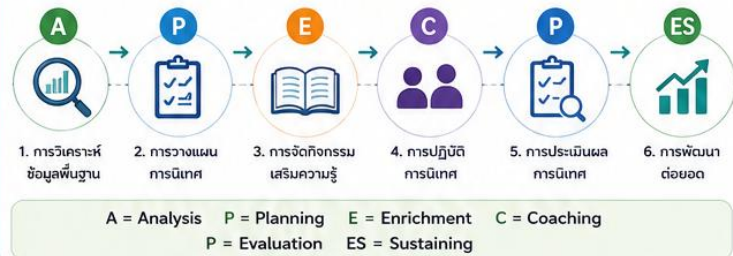 A P E C P ES
1. การวิเคราะห์
ข้อมูลพื้นฐาน
2. การวางแผน
การนิเทศ
3. การจัดกิจกรรม
เสริมความรู้
4. การปฏิบัติ
การนิเทศ
5. การประเมินผล
การนิเทศ
6. การพัฒนา
ต่อยอด
A = Analysis P = Planning E = Enrichment C = Coaching
P = Evaluation ES = Sustaining